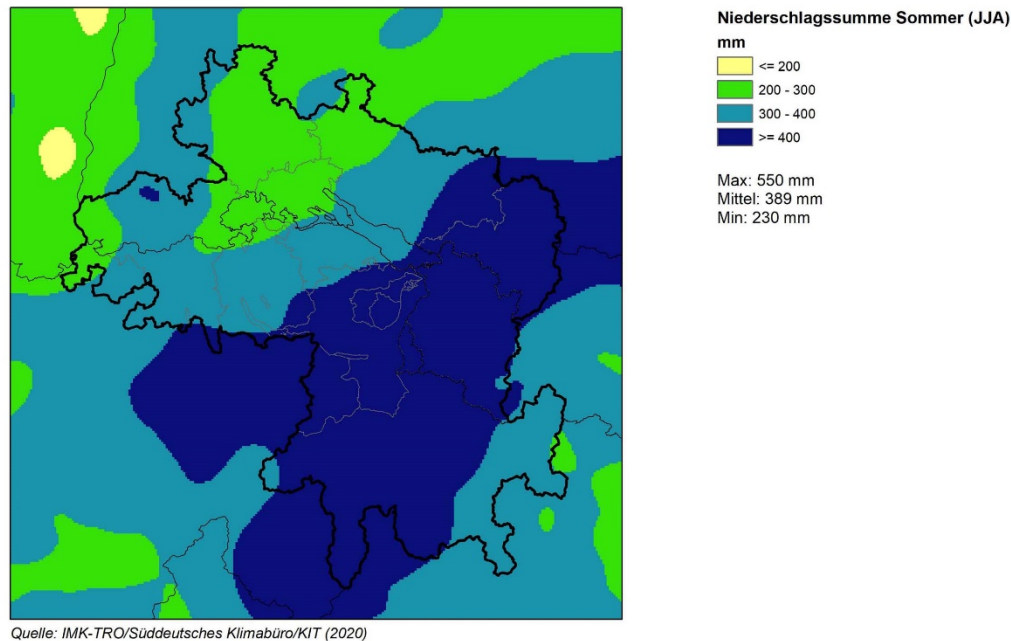 Niederschlagssumme Sommer (JJA)
mm
<= 200
200 - 300
300 - 400
>= 400
Max: 550 mm
Mittel: 389 mm
Min: 230 mm
Quelle: IMK-TRO/Süddeutsches Klimabüro/KIT (2020)